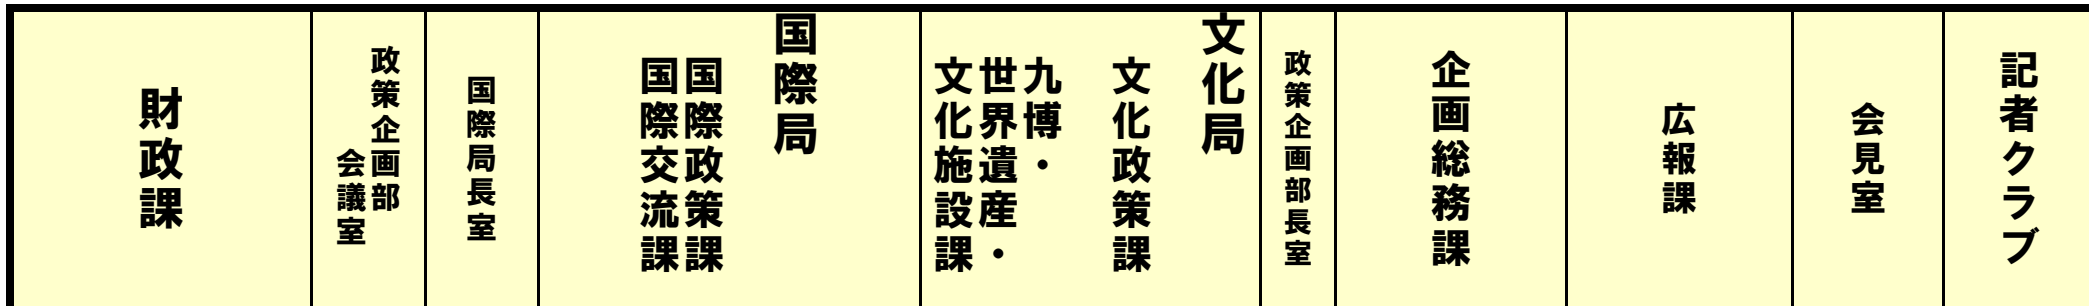 財政課
政策企画部
会議室
国際局長室
国際局
国際政策課
国際交流課
文化局
文化政策課
九博・
世界遺産・
文化施設課
政策企画部長室
企画総務課
広報課
会見室
記者クラブ